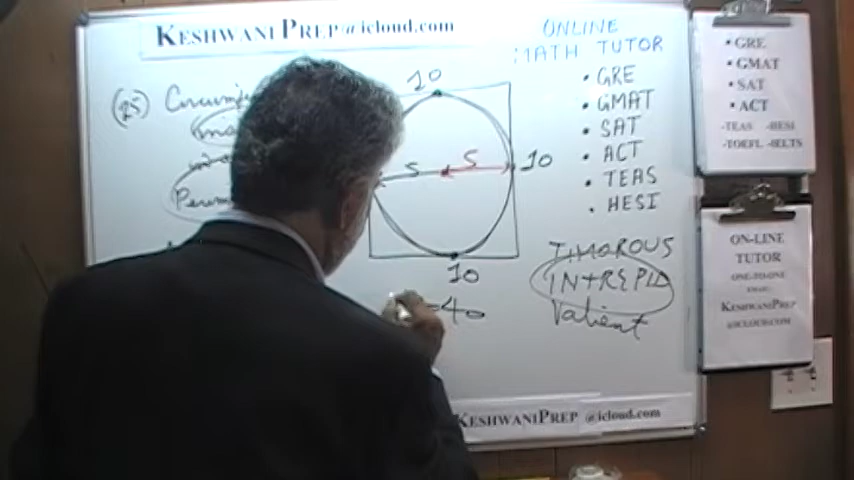 KESHWANIPREP@icloud.com
ONLINE
MATH TUTOR
• GRE
• GMAT
• SAT
• ACT
• TEAS
• HESI
(25)
10
5 5
10
10
=40
TIMOROUS
INTREPID
Valient
• GRE
• GMAT
• SAT
• ACT
-TEAS -HESI
-TOEFL -IELTS
ON-LINE
TUTOR
ONE-TO-ONE
EMAIL:
KESHWANIPREP
@ICLOUD.COM
KESHWANIPREP @icloud.com